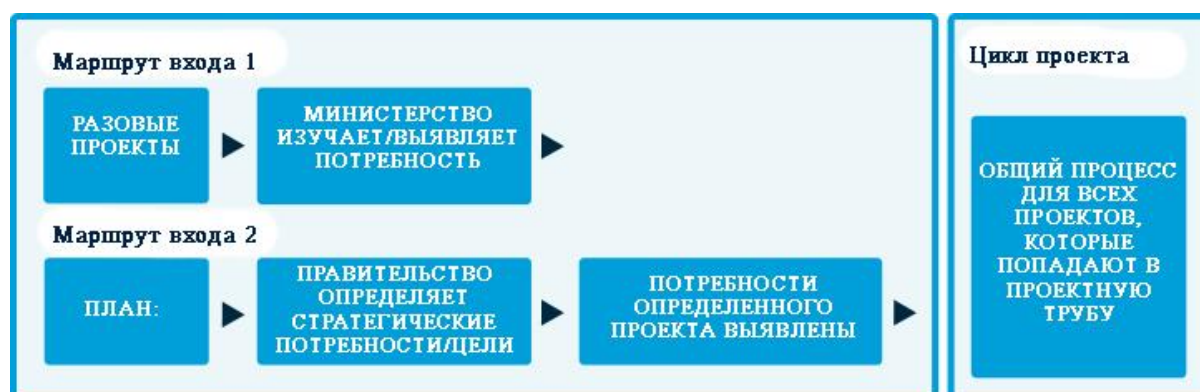 Маршрут входа 1
РАЗОВЫЕ
ПРОЕКТЫ
МИНИСТЕРСТВО
ИЗУЧАЕТ/ВЫЯВЛЯЕТ
ПОТРЕБНОСТЬ
Маршрут входа 2
ПЛАН:
ПРАВИТЕЛЬСТВО
ОПРЕДЕЛЯЕТ
СТРАТЕГИЧЕСКИЕ
ПОТРЕБНОСТИ/ЦЕЛИ
ПОТРЕБНОСТИ
ОПРЕДЕЛЕННОГО
ПРОЕКТА ВЫЯВЛЕНЫ
Цикл проекта
ОБЩИЙ ПРОЦЕСС
ДЛЯ ВСЕХ
ПРОЕКТОВ,
КОТОРЫЕ
ПОПАДАЮТ В
ПРОЕКТНУЮ
ТРУБУ